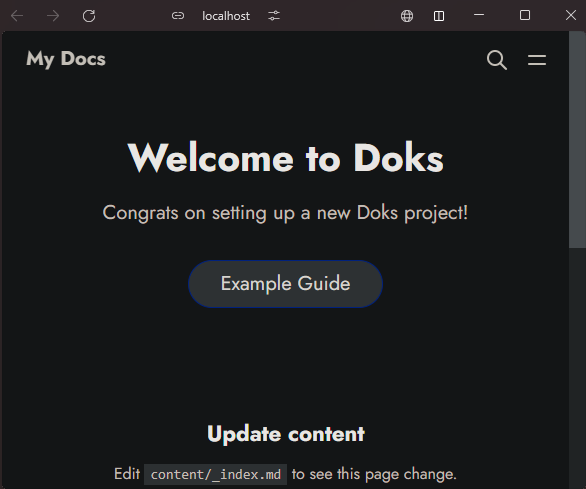 localhost
My Docs
Welcome to Doks
Congrats on setting up a new Doks project!
Example Guide
Update content
Edit content/_index.md to see this page change.